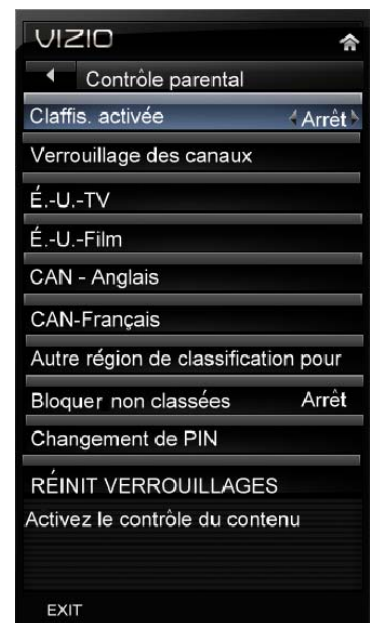 VIZIO
Contrôle parental
Claffis. activée Arrêt
Verrouillage des canaux
É.-U.-TV
É.-U.-Film
CAN - Anglais
CAN-Français
Autre région de classification pour
Bloquer non classées Arrêt
Changement de PIN
RÉINIT VERROUILLAGES
Activez le contrôle du contenu
EXIT